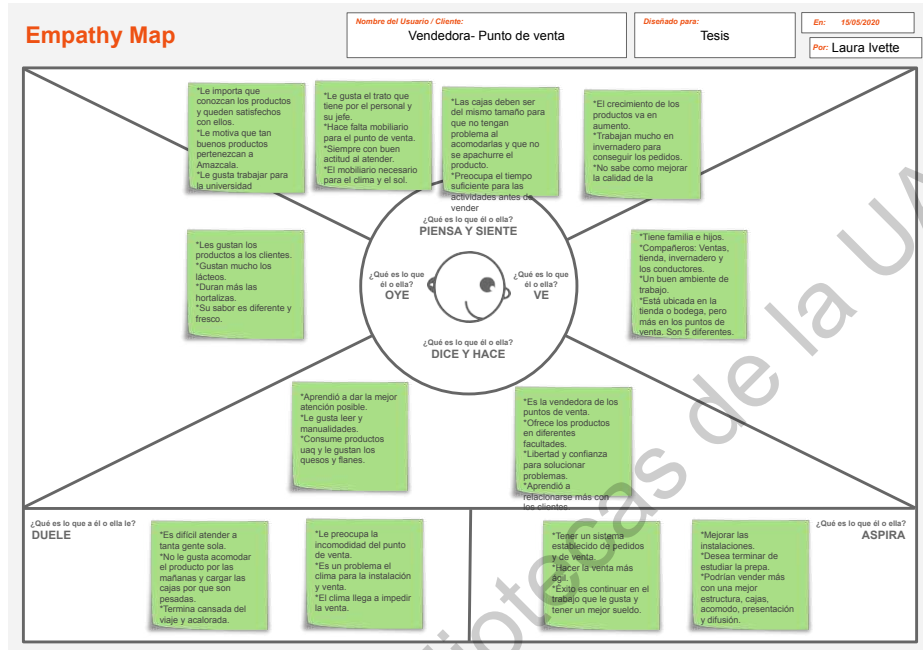 Empathy Map
Nombre del Usuario / Cliente:
Vendedora- Punto de venta
Diseñado para:
Tesis
En: 15/05/2020
Por: Laura Ivette
*Le importa que
conozcan los productos
y queden satisfechos
con ellos.
*Le motiva que tan
buenos productos
pertenezcan a
Amazcala.
*Le gusta trabajar para
la universidad
*Le gusta el trato que
tiene por el personal y
su jefe.
*Hace falta mobiliario
para el punto de venta.
*Siempre con buen
actitud al atender.
*El mobiliario necesario
para el clima y el sol.
*Las cajas deben ser
del mismo tamaño para
que no tengan
problema al
acomodarlas y que no
se apachurre el
producto.
*Preocupa el tiempo
suficiente para las
actividades antes de
vender
*El crecimiento de los
productos va en
aumento.
*Trabajan mucho en
invernadero para
conseguir los pedidos.
*No sabe como mejorar
la calidad de la
¿Qué es lo que él o ella?
PIENSA Y SIENTE
*Les gustan los
productos a los clientes.
*Gustan mucho los
lácteos.
*Duran más las
hortalizas.
*Su sabor es diferente y
fresco.
¿Qué es lo que
él o ella?
OYE
¿Qué es lo que
él o ella?
VE
*Tiene familia e hijos.
*Compañeros: Ventas,
tienda, invernadero y
los conductores.
*Un buen ambiente de
trabajo.
*Está ubicada en la
tienda o bodega, pero
más en los puntos de
venta. Son 5 diferentes.
¿Qué es lo que él o ella?
DICE Y HACE
*Aprendió a dar la mejor
atención posible.
*Le gusta leer y
manualidades.
*Consume productos
uaq y le gustan los
quesos y flanes.
*Es la vendedora de los
puntos de venta.
*Ofrece los productos
en diferentes
facultades.
*Libertad y confianza
para solucionar
problemas.
*Aprendió a
relacionarse más con
los clientes
¿Qué es lo que a él o ella le?
DUELE
*Es difícil atender a
tanta gente sola.
*No le gusta acomodar
el producto por las
mañanas y cargar las
cajas por que son
pesadas.
*Termina cansada del
viaje y acalorada.
*Le preocupa la
incomodidad del punto
de venta.
*Es un problema el
clima para la instalación
y venta.
*El clima llega a impedir
la venta.
*Tener un sistema
establecido de pedidos
y de venta.
*Hacer la venta más
ágil.
*Éxito es continuar en el
trabajo que le gusta y
tener un mejor sueldo.
*Mejorar las
instalaciones.
*Desea terminar de
estudiar la prepa.
*Podrían vender más
con una mejor
estructura, cajas,
acomodo, presentación
y difusión.
¿Qué es lo que a él o ella?
ASPIRA
bliotecas de la UA